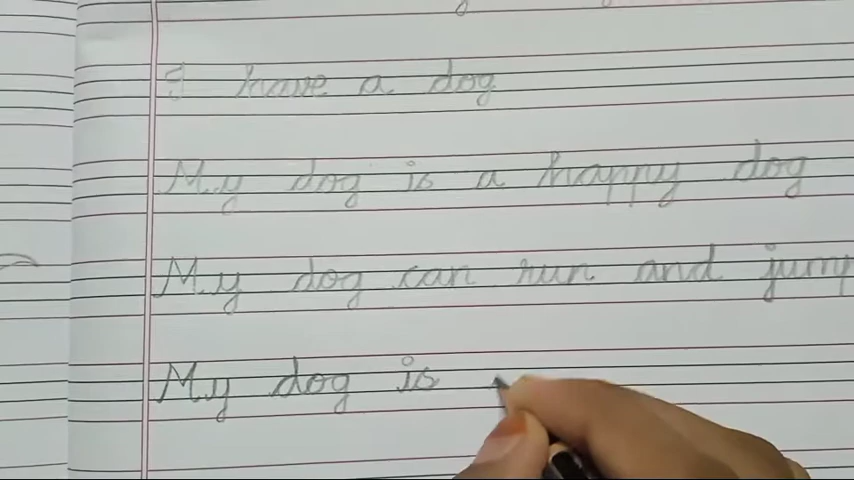 I have a dog
My dog is a happy dog
My dog can run and jump
My dog is